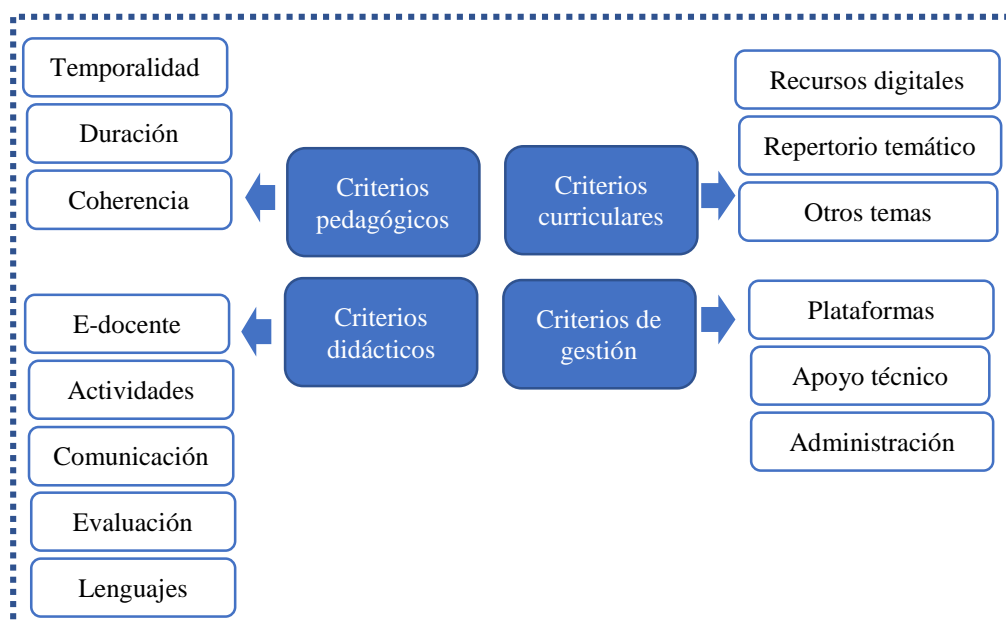 Temporalidad
Duración
Coherencia
Criterios
pedagógicos
Criterios
curriculares
Recursos digitales
Repertorio temático
Otros temas
E-docente
Actividades
Comunicación
Evaluación
Lenguajes
Criterios
didácticos
Criterios de
gestión
Plataformas
Apoyo técnico
Administración